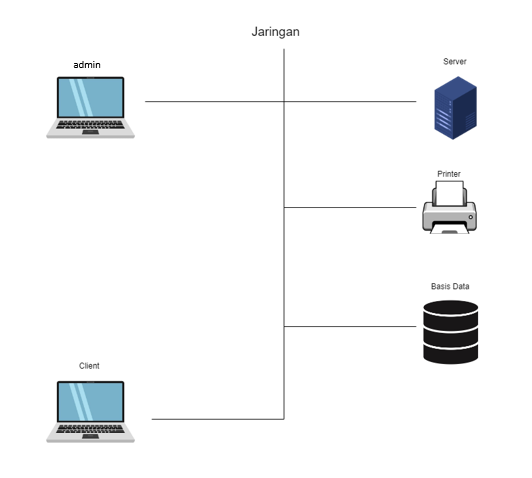 Jaringan
admin
Server
Printer
Basis Data
Client